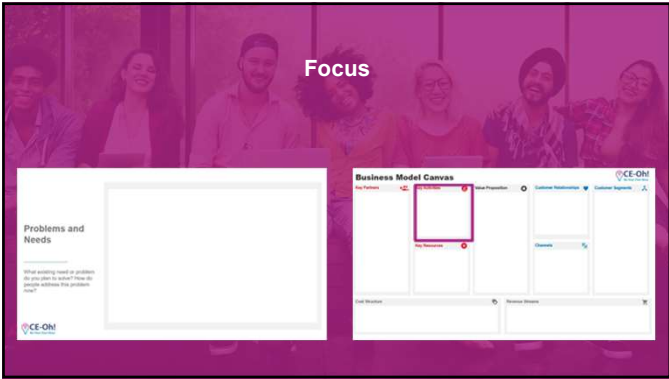 Focus
Problems and
Needs
What existing need or problem
do you plan to solve? How do
people address this problem
now?
CE-Oh!
Business Model Canvas
CE-Oh!
Key Partners
Key Activities
Value Proposition
Customer Relationships
Customer Segments
Key Resources
Channels
Cost Structure
Revenue Streams